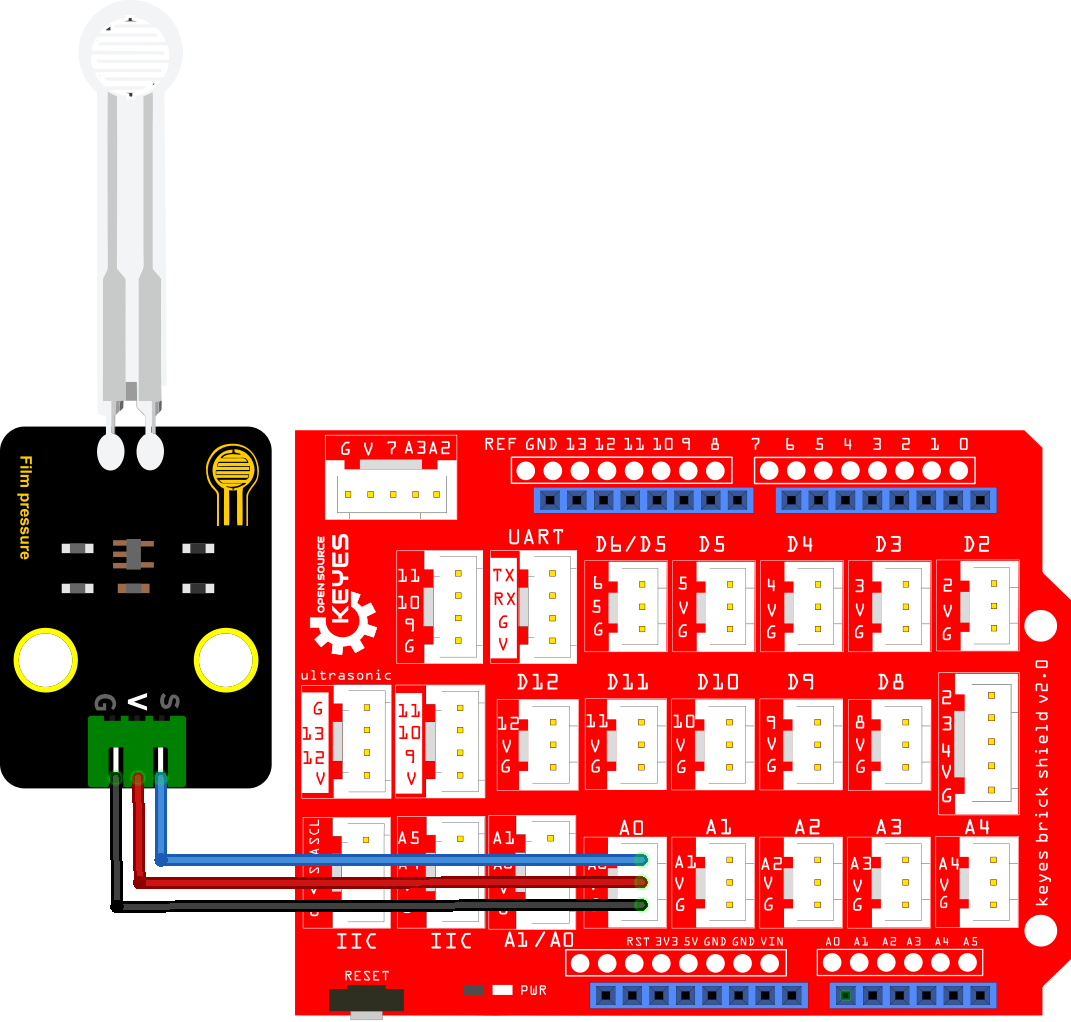 Film pressure
G V S
G V 7 A3 A2
REF GND 13 12 11 10 9 8
7 6 5 4 3 2 1 0
OPEN SOURCE
KEYES
11
10
9
G
UART
TX
RX
G
V
D6/D5
6
5
G
D5
5
V
G
D4
4
V
G
D3
3
V
G
D2
2
V
G
ultrasonic
G
13
12
V
11
10
9
V
D12
12
V
G
D11
11
V
G
D10
10
V
G
D9
9
V
G
D8
8
V
G
2
3
4
V
G
keyes brick shield v2.0
SCL
IIC
A5
IIC
A1
A1/A0
A0
A1
A1
V
G
A2
A2
V
G
A3
A3
V
G
A4
A4
V
G
RST 3V3 5V GND GND VIN
A0 A1 A2 A3 A4 A5
RESET
PWR